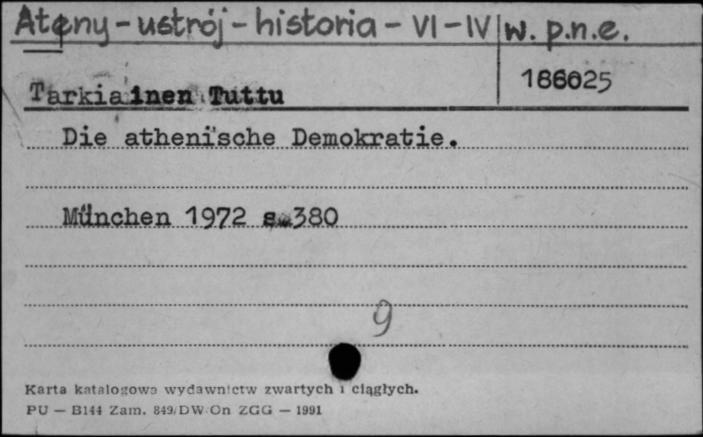 Ateny - ustrój - historia - VI - IV w. p.n.e.
186025
Tarkiainen Tuttu
Die athenische Demokratie.
München 1972 s. 380
9
Karta katalogowa wydawnictw zwartych i ciągłych.
PU — B144 Zam. 849/DW/On ZGG — 1991